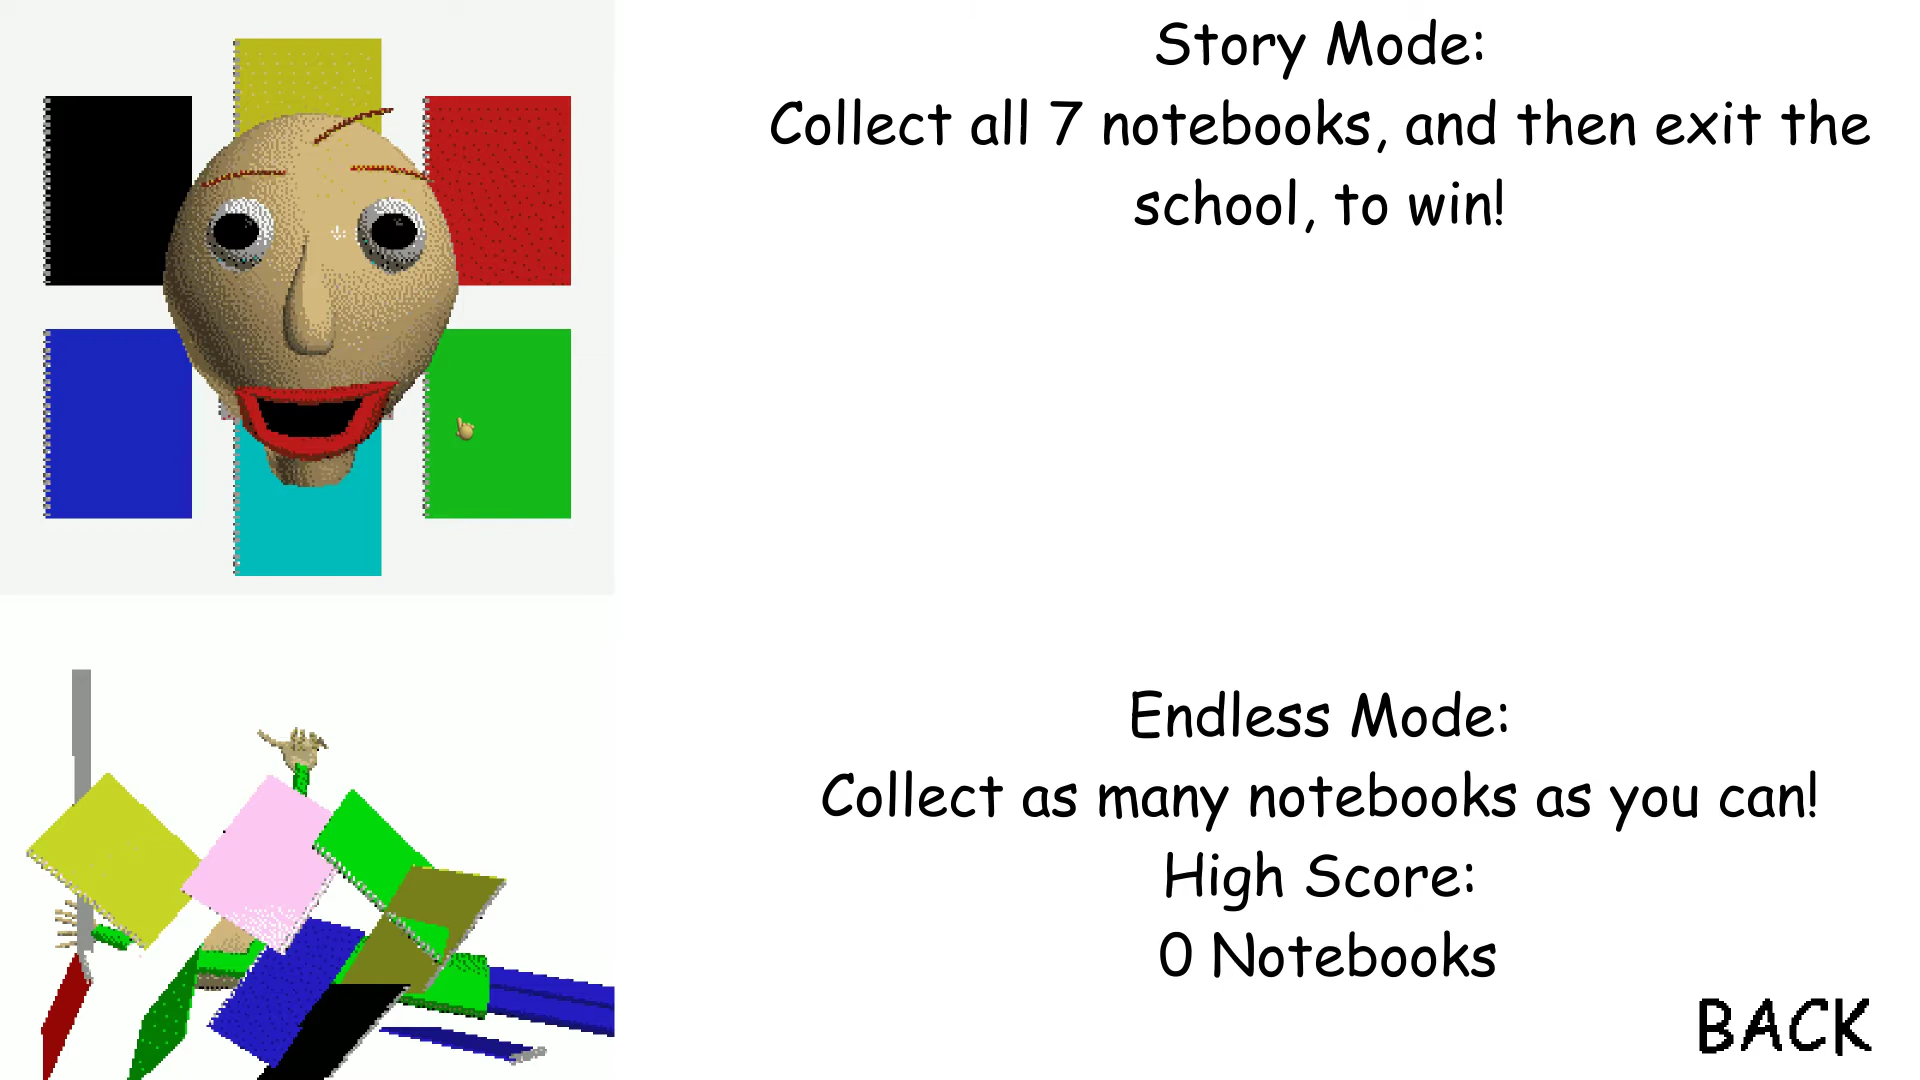 Story Mode:
Collect all 7 notebooks, and then exit the
school, to win!
Endless Mode:
Collect as many notebooks as you can!
High Score:
0 Notebooks
BACK